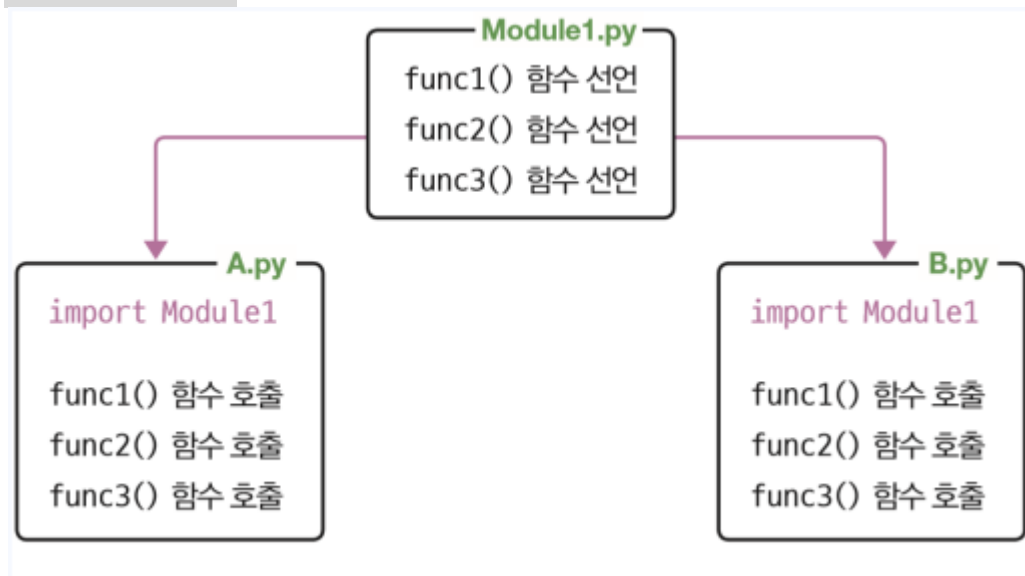 Module1.py
func1() 함수 선언
func2() 함수 선언
func3() 함수 선언
A.py
import Module1
func1() 함수 호출
func2() 함수 호출
func3() 함수 호출
B.py
import Module1
func1() 함수 호출
func2() 함수 호출
func3() 함수 호출